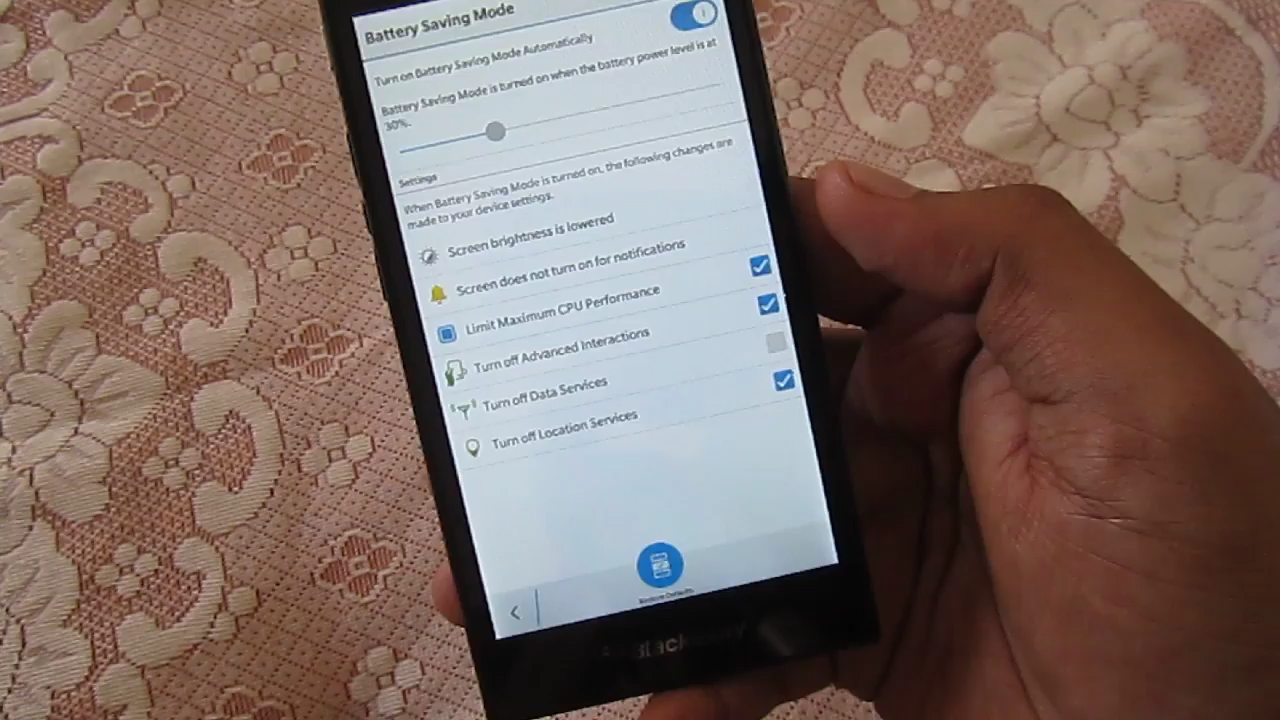 Battery Saving Mode
Turn on Battery Saving Mode Automatically
Battery Saving Mode is turned on when the battery power level is at
30%.
Settings
When Battery Saving Mode is turned on, the following changes are
made to your device settings.
Screen brightness is lowered
Screen does not turn on for notifications
Limit Maximum CPU Performance
Turn off Advanced Interactions
Turn off Data Services
Turn off Location Services
Restore Defaults